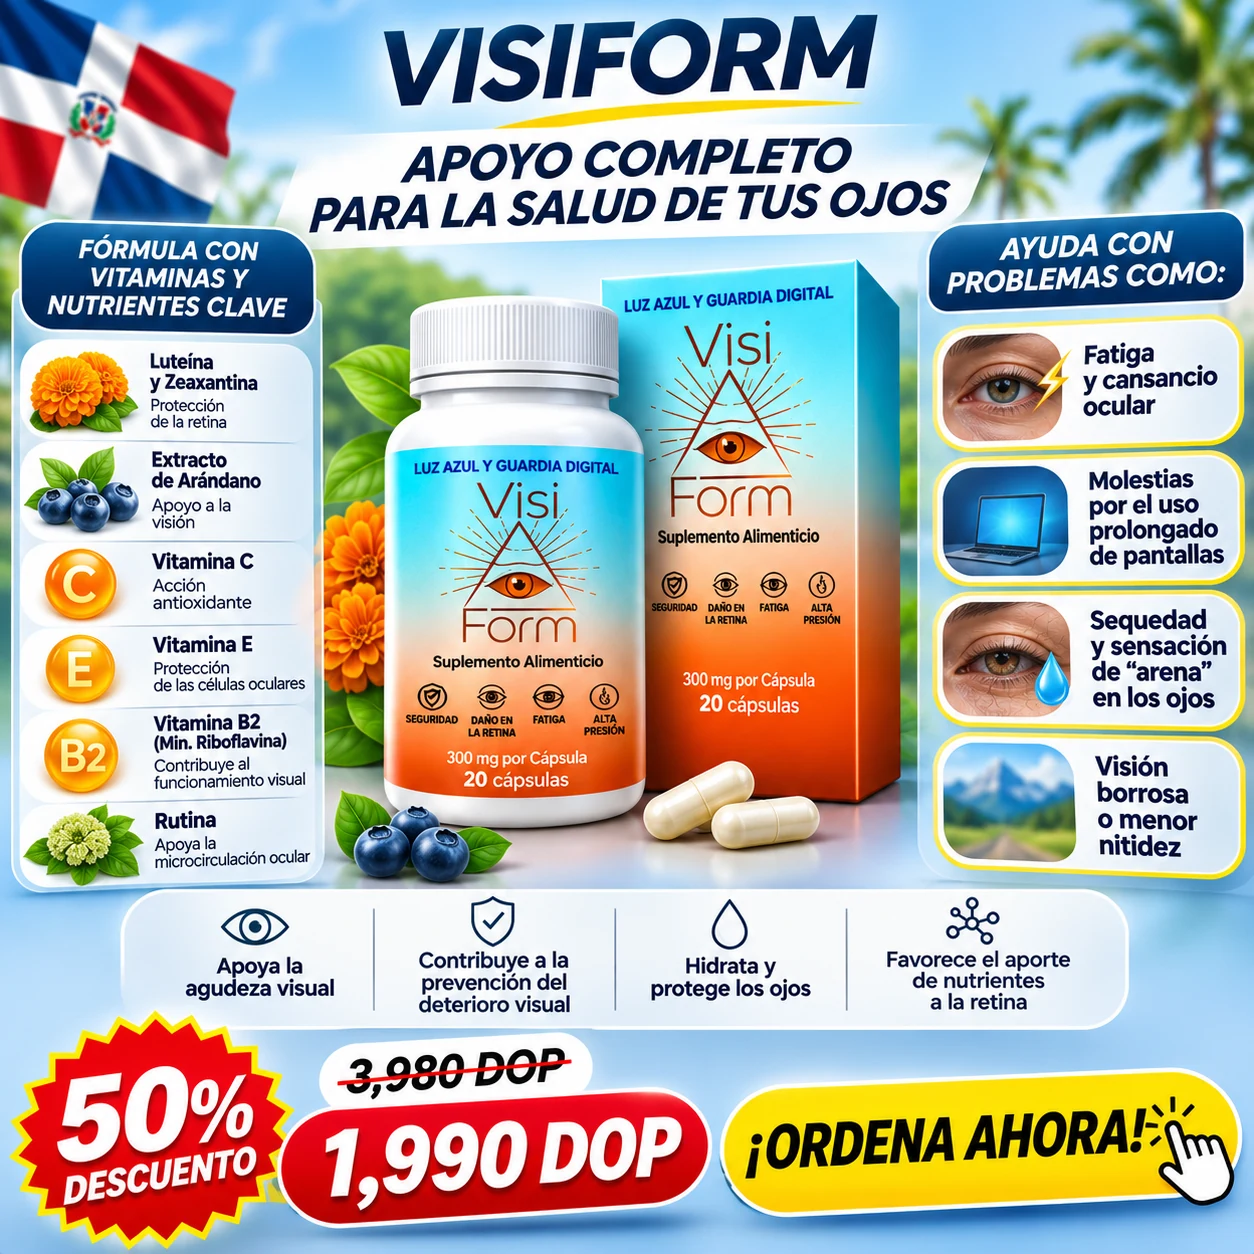 VISIFORM
APOYO COMPLETO
PARA LA SALUD DE TUS OJOS
FÓRMULA CON
VITAMINAS Y
NUTRIENTES CLAVE
Luteína
y Zeaxantina
Protección
de la retina
Extracto
de Arándano
Apoyo a la
visión
C
Vitamina C
Acción
antioxidante
E
Vitamina E
Protección
de las células oculares
B2
Vitamina B2
(Min. Riboflavina)
Contribuye al
funcionamiento visual
Rutina
Apoya la
microcirculación ocular
LUZ AZUL Y GUARDIA DIGITAL
Visi
Form
Suplemento Alimenticio
SEGURIDAD
DAÑO EN
LA RETINA
FATIGA
ALTA
PRESIÓN
300 mg por Cápsula
20 cápsulas
LUZ AZUL Y GUARDIA DIGITAL
Visi
Form
Suplemento Alimenticio
SEGURIDAD
DAÑO EN
LA RETINA
FATIGA
ALTA
PRESIÓN
300 mg por Cápsula
20 cápsulas
AYUDA CON
PROBLEMAS COMO:
Fatiga
y cansancio
ocular
Molestias
por el uso
prolongado
de pantallas
Sequedad
y sensación
de “arena”
en los ojos
Visión
borrosa
o menor
nitidez
Apoya la
agudeza visual
Contribuye a la
prevención del
deterioro visual
Hidrata y
protege los ojos
Favorece el aporte
de nutrientes
a la retina
50%
DESCUENTO
3,980 DOP
1,990 DOP
¡ORDENA AHORA!